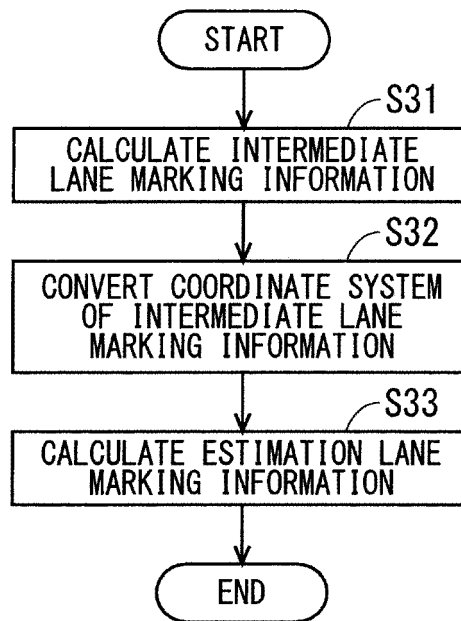 START
S31
CALCULATE INTERMEDIATE
LANE MARKING INFORMATION
S32
CONVERT COORDINATE SYSTEM
OF INTERMEDIATE LANE
MARKING INFORMATION
S33
CALCULATE ESTIMATION LANE
MARKING INFORMATION
END